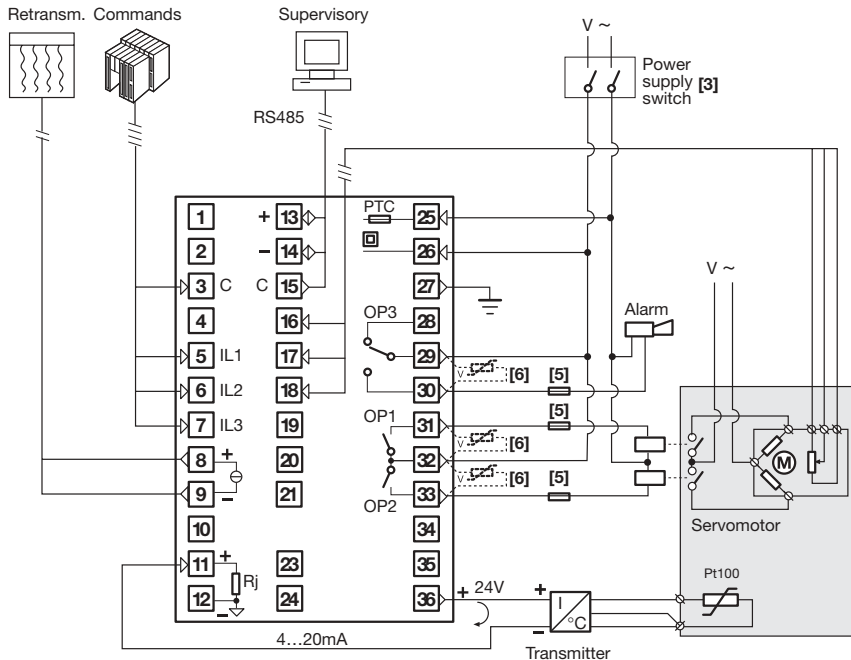 Retransm.
Commands
Supervisory
V ~
Power supply switch [3]
RS485
1
2
3 C
4
5 IL1
6 IL2
7 IL3
8 +
9 −
10
11 +
Rj
12 −
+ 13
− 14
C 15
16
17
18
19
20
21
23
24
PTC
25
26
27
OP3
28
29
30
OP1
31
32
33
OP2
34
35
36
V
[6]
[5]
[5]
V
[6]
V
[6]
[5]
Alarm
V ~
M
Servomotor
Pt100
+ 24V
+
−
I
°C
Transmitter
4...20mA